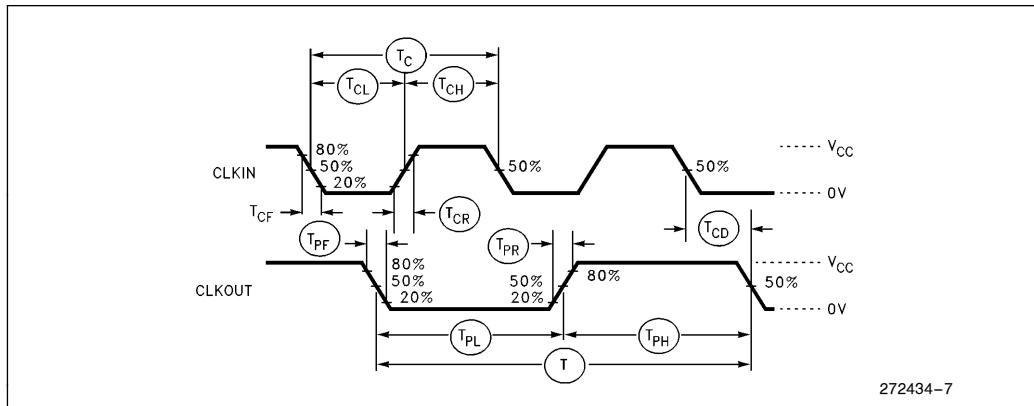 T_C
T_CL T_CH
80%
50% 50% 50% V_CC
CLKIN
20% 0V
T_CF T_CR T_CD
T_PF T_PR
80% 80% V_CC
CLKOUT 50% 50% 50%
20% 20% 0V
T_PL T_PH
T
272434–7